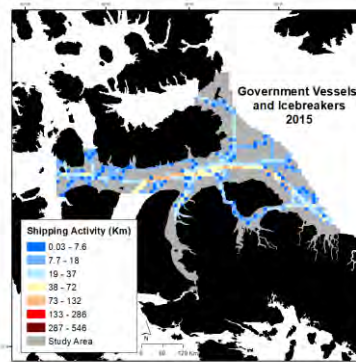 Government Vessels
and Icebreakers
2015
Shipping Activity (Km)
0.03 - 7.6
7.7 - 18
19 - 37
38 - 72
73 - 132
133 - 286
287 - 546
Study Area
N